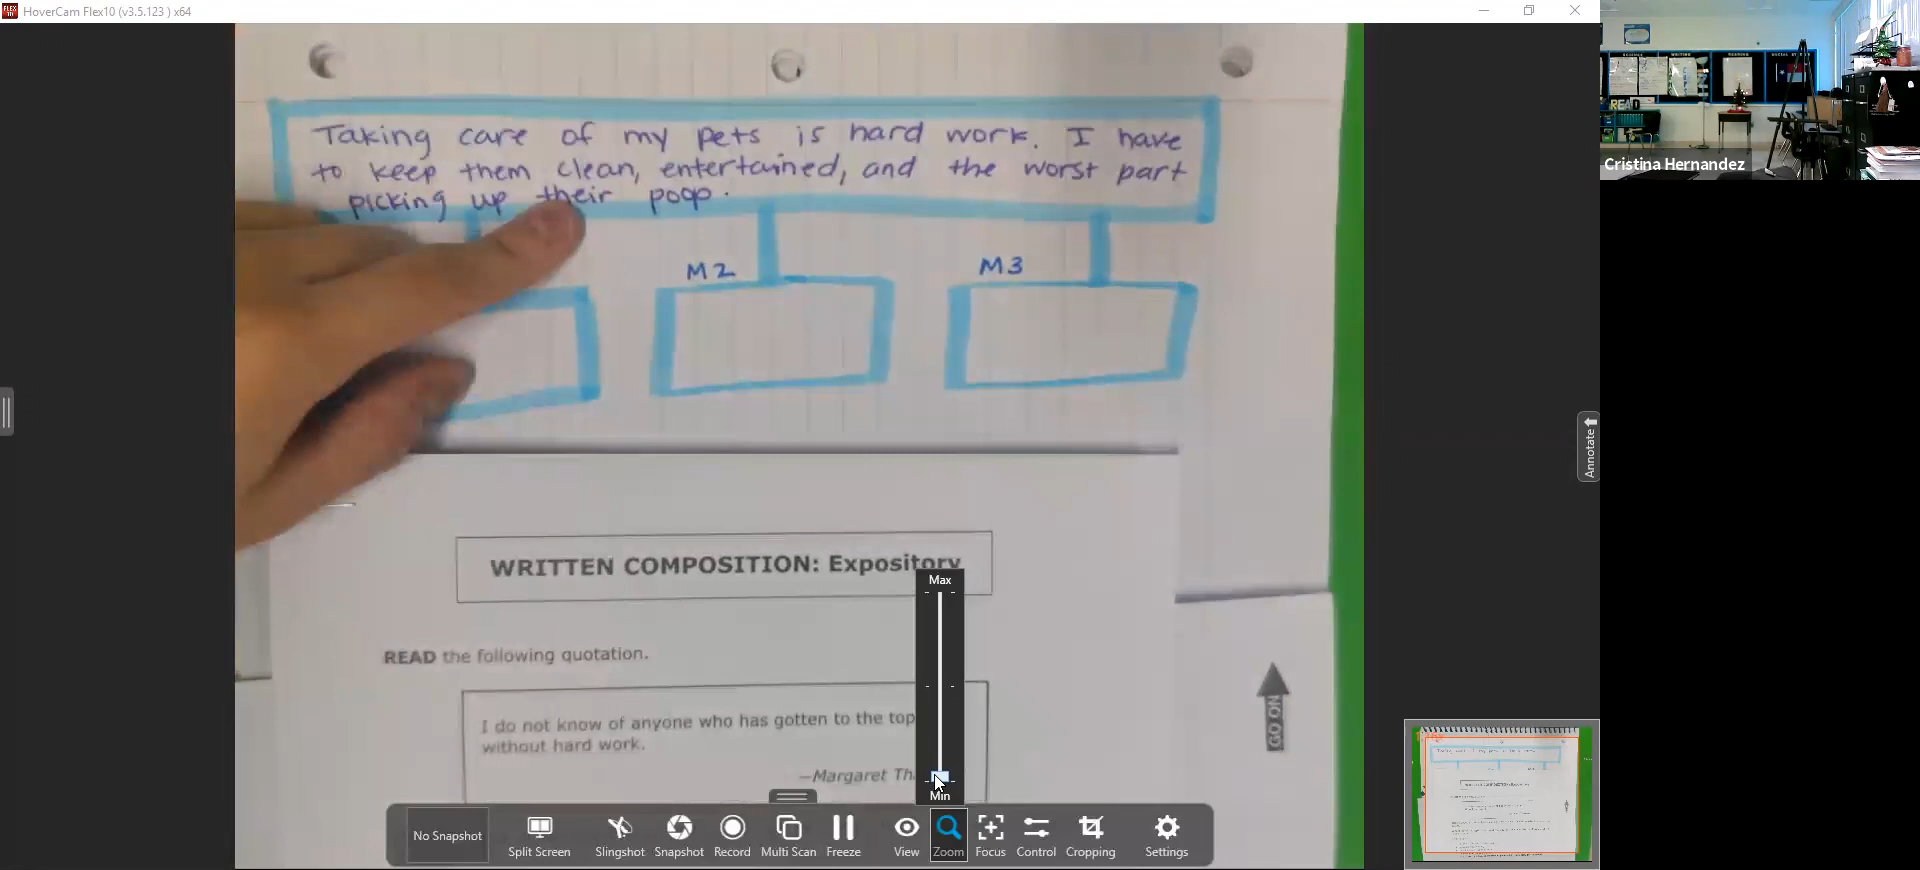 HoverCam Flex10 (v3.5.123 ) x64
Taking care of my pets is hard work. I have
to keep them clean, entertained, and the worst part
picking up their poop.
M2
M3
WRITTEN COMPOSITION: Expository
READ the following quotation.
I do not know of anyone who has gotten to the top
without hard work.
—Margaret
GO ON
Max
Min
No Snapshot
Split Screen
Slingshot
Snapshot
Record
Multi Scan
Freeze
View
Zoom
Focus
Control
Cropping
Settings
Annotate
READ
Cristina Hernandez